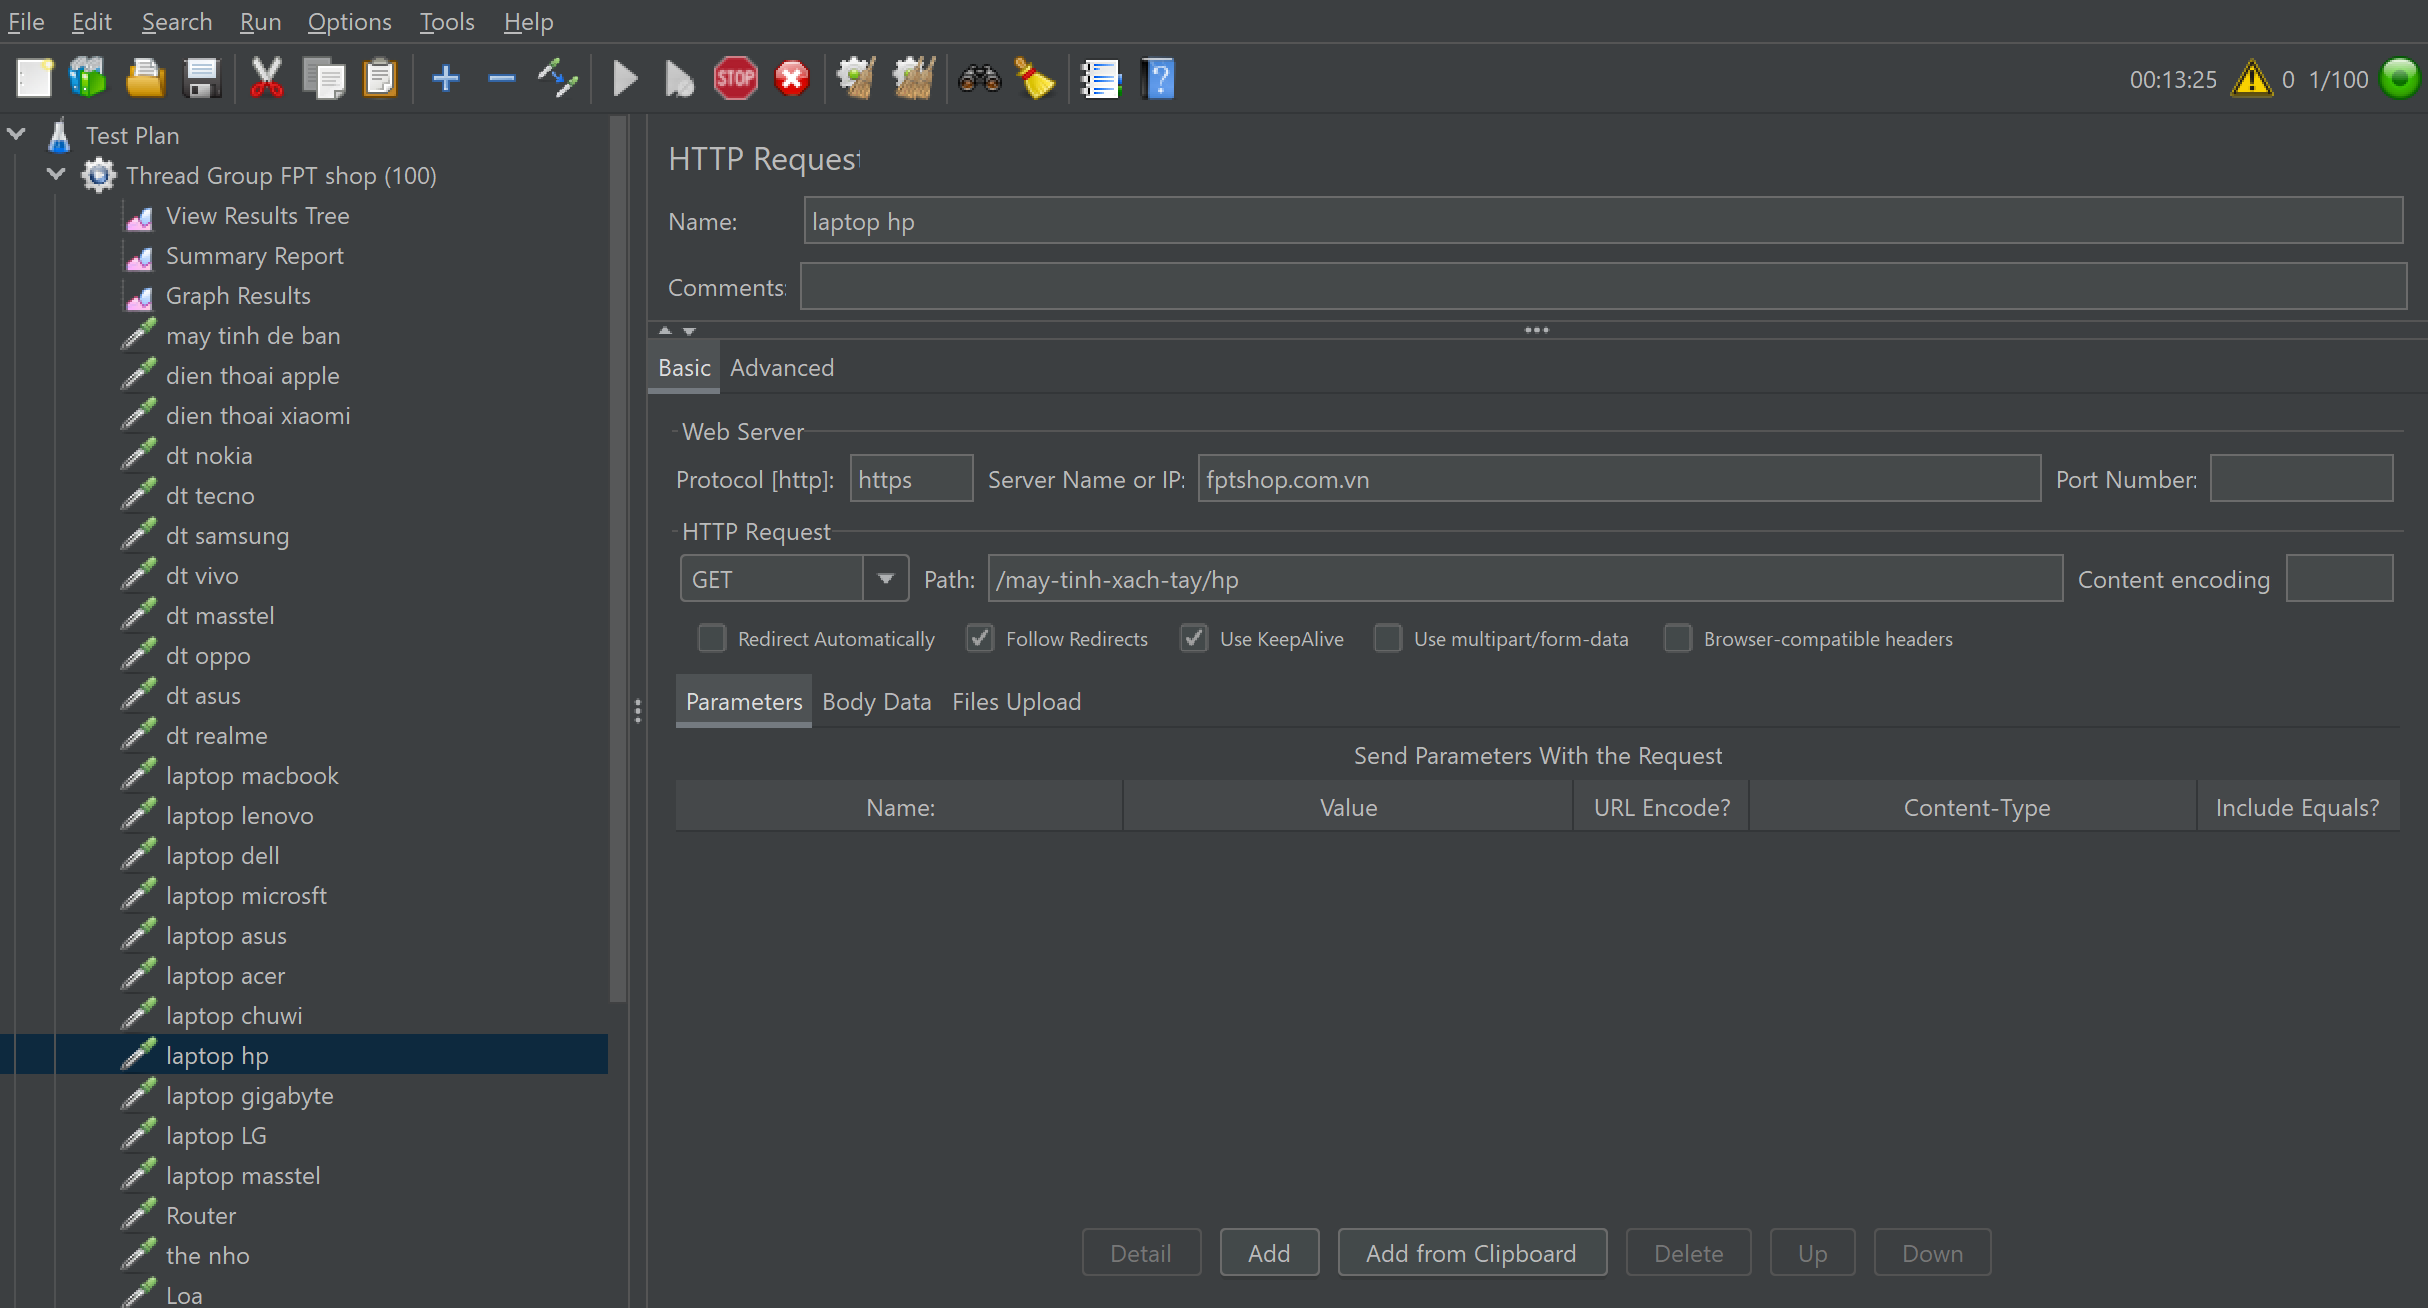 File Edit Search Run Options Tools Help
STOP
00:13:25 0 1/100
Test Plan
Thread Group FPT shop (100)
View Results Tree
Summary Report
Graph Results
may tinh de ban
dien thoai apple
dien thoai xiaomi
dt nokia
dt tecno
dt samsung
dt vivo
dt masstel
dt oppo
dt asus
dt realme
laptop macbook
laptop lenovo
laptop dell
laptop microsft
laptop asus
laptop acer
laptop chuwi
laptop hp
laptop gigabyte
laptop LG
laptop masstel
Router
the nho
Loa
HTTP Request
Name: laptop hp
Comments:
Basic Advanced
Web Server
Protocol [http]: https Server Name or IP: fptshop.com.vn Port Number:
HTTP Request
GET Path: /may-tinh-xach-tay/hp Content encoding
Redirect Automatically Follow Redirects Use KeepAlive Use multipart/form-data Browser-compatible headers
Parameters Body Data Files Upload
Send Parameters With the Request
Name: Value URL Encode? Content-Type Include Equals?
Detail Add Add from Clipboard Delete Up Down